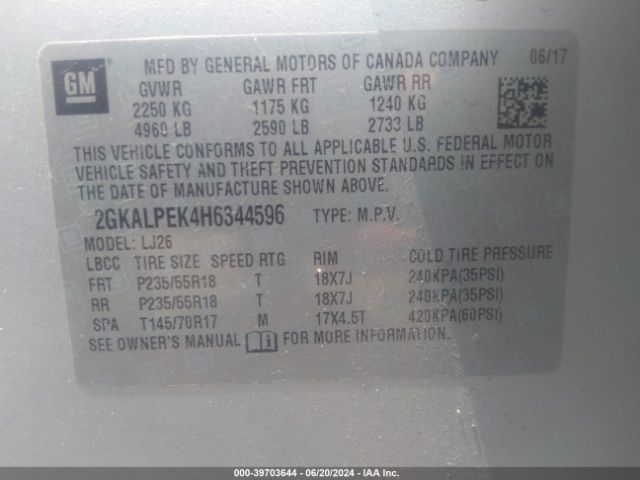 GM
MFD BY GENERAL MOTORS OF CANADA COMPANY 06/17
GVWR GAWR FRT GAWR RR
2250 KG 1175 KG 1240 KG
4960 LB 2590 LB 2733 LB
THIS VEHICLE CONFORMS TO ALL APPLICABLE U.S. FEDERAL MOTOR
VEHICLE SAFETY AND THEFT PREVENTION STANDARDS IN EFFECT ON
THE DATE OF MANUFACTURE SHOWN ABOVE.
2GKALPEK4H6344596 TYPE: M.P.V.
MODEL: LJ26
LBCC TIRE SIZE SPEED RTG RIM COLD TIRE PRESSURE
FRT P235/55R18 T 18X7J 240KPA(35PSI)
RR P235/55R18 T 18X7J 240KPA(35PSI)
SPA T145/70R17 M 17X4.5T 420KPA(60PSI)
SEE OWNER'S MANUAL FOR MORE INFORMATION.
000-39703644 - 06/20/2024 - IAAI.com